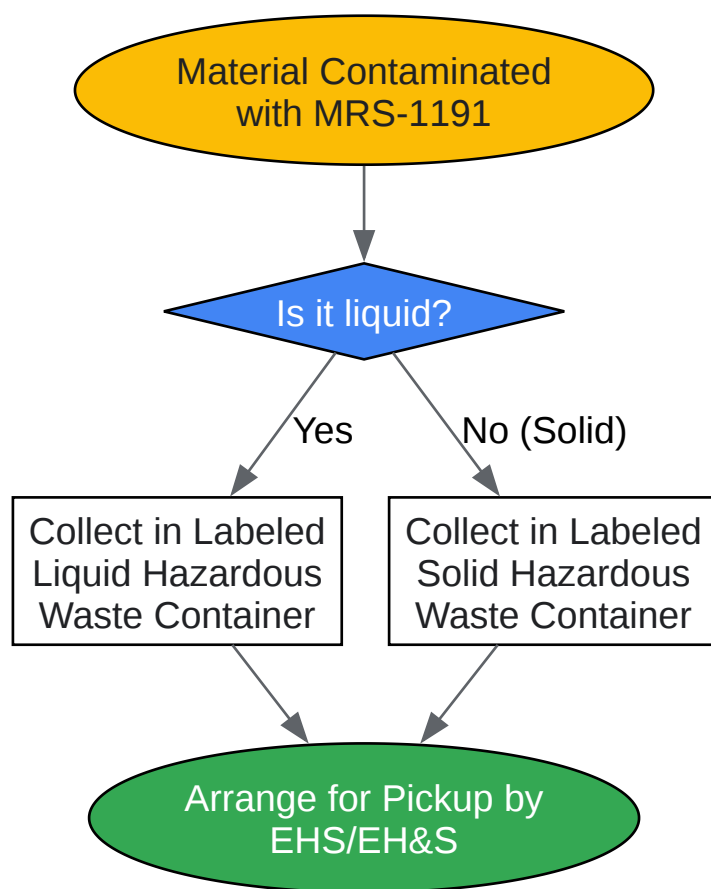 Material Contaminated
with MRS-1191
Is it liquid?
Yes
No (Solid)
Collect in Labeled
Liquid Hazardous
Waste Container
Collect in Labeled
Solid Hazardous
Waste Container
Arrange for Pickup by
EHS/EH&S